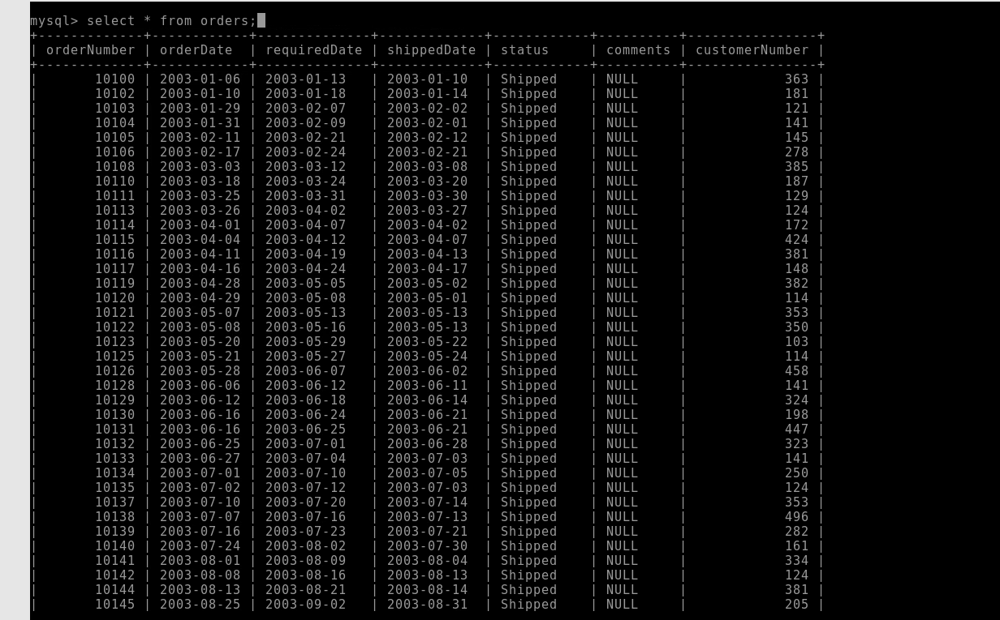 mysql> select * from orders;
+-------------+------------+--------------+-------------+------------+----------+----------------+
| orderNumber | orderDate  | requiredDate | shippedDate | status     | comments | customerNumber |
+-------------+------------+--------------+-------------+------------+----------+----------------+
|       10100 | 2003-01-06 | 2003-01-13   | 2003-01-10  | Shipped    | NULL     |            363 |
|       10102 | 2003-01-10 | 2003-01-18   | 2003-01-14  | Shipped    | NULL     |            181 |
|       10103 | 2003-01-29 | 2003-02-07   | 2003-02-02  | Shipped    | NULL     |            121 |
|       10104 | 2003-01-31 | 2003-02-09   | 2003-02-01  | Shipped    | NULL     |            141 |
|       10105 | 2003-02-11 | 2003-02-21   | 2003-02-12  | Shipped    | NULL     |            145 |
|       10106 | 2003-02-17 | 2003-02-24   | 2003-02-21  | Shipped    | NULL     |            278 |
|       10108 | 2003-03-03 | 2003-03-12   | 2003-03-08  | Shipped    | NULL     |            385 |
|       10110 | 2003-03-18 | 2003-03-24   | 2003-03-20  | Shipped    | NULL     |            187 |
|       10111 | 2003-03-25 | 2003-03-31   | 2003-03-30  | Shipped    | NULL     |            129 |
|       10113 | 2003-03-26 | 2003-04-02   | 2003-03-27  | Shipped    | NULL     |            124 |
|       10114 | 2003-04-01 | 2003-04-07   | 2003-04-02  | Shipped    | NULL     |            172 |
|       10115 | 2003-04-04 | 2003-04-12   | 2003-04-07  | Shipped    | NULL     |            424 |
|       10116 | 2003-04-11 | 2003-04-19   | 2003-04-13  | Shipped    | NULL     |            381 |
|       10117 | 2003-04-16 | 2003-04-24   | 2003-04-17  | Shipped    | NULL     |            148 |
|       10119 | 2003-04-28 | 2003-05-05   | 2003-05-02  | Shipped    | NULL     |            382 |
|       10120 | 2003-04-29 | 2003-05-08   | 2003-05-01  | Shipped    | NULL     |            114 |
|       10121 | 2003-05-07 | 2003-05-13   | 2003-05-13  | Shipped    | NULL     |            353 |
|       10122 | 2003-05-08 | 2003-05-16   | 2003-05-13  | Shipped    | NULL     |            350 |
|       10123 | 2003-05-20 | 2003-05-29   | 2003-05-22  | Shipped    | NULL     |            103 |
|       10125 | 2003-05-21 | 2003-05-27   | 2003-05-24  | Shipped    | NULL     |            114 |
|       10126 | 2003-05-28 | 2003-06-07   | 2003-06-02  | Shipped    | NULL     |            458 |
|       10128 | 2003-06-06 | 2003-06-12   | 2003-06-11  | Shipped    | NULL     |            141 |
|       10129 | 2003-06-12 | 2003-06-18   | 2003-06-14  | Shipped    | NULL     |            324 |
|       10130 | 2003-06-16 | 2003-06-24   | 2003-06-21  | Shipped    | NULL     |            198 |
|       10131 | 2003-06-16 | 2003-06-25   | 2003-06-21  | Shipped    | NULL     |            447 |
|       10132 | 2003-06-25 | 2003-07-01   | 2003-06-28  | Shipped    | NULL     |            323 |
|       10133 | 2003-06-27 | 2003-07-04   | 2003-07-03  | Shipped    | NULL     |            141 |
|       10134 | 2003-07-01 | 2003-07-10   | 2003-07-05  | Shipped    | NULL     |            250 |
|       10135 | 2003-07-02 | 2003-07-12   | 2003-07-03  | Shipped    | NULL     |            124 |
|       10137 | 2003-07-10 | 2003-07-20   | 2003-07-14  | Shipped    | NULL     |            353 |
|       10138 | 2003-07-07 | 2003-07-16   | 2003-07-13  | Shipped    | NULL     |            496 |
|       10139 | 2003-07-16 | 2003-07-23   | 2003-07-21  | Shipped    | NULL     |            282 |
|       10140 | 2003-07-24 | 2003-08-02   | 2003-07-30  | Shipped    | NULL     |            161 |
|       10141 | 2003-08-01 | 2003-08-09   | 2003-08-04  | Shipped    | NULL     |            334 |
|       10142 | 2003-08-08 | 2003-08-16   | 2003-08-13  | Shipped    | NULL     |            124 |
|       10144 | 2003-08-13 | 2003-08-21   | 2003-08-14  | Shipped    | NULL     |            381 |
|       10145 | 2003-08-25 | 2003-09-02   | 2003-08-31  | Shipped    | NULL     |            205 |